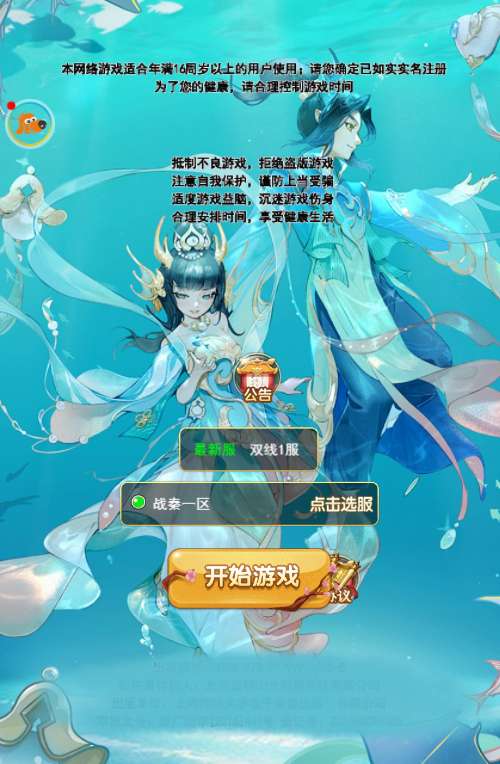 本网络游戏适合年满16周岁以上的用户使用；请您确定已如实实名注册
为了您的健康，请合理控制游戏时间
抵制不良游戏，拒绝盗版游戏
注意自我保护，谨防上当受骗
适度游戏益脑，沉迷游戏伤身
合理安排时间，享受健康生活
公告
最新服 双线1服
战秦一区 点击选服
开始游戏
议